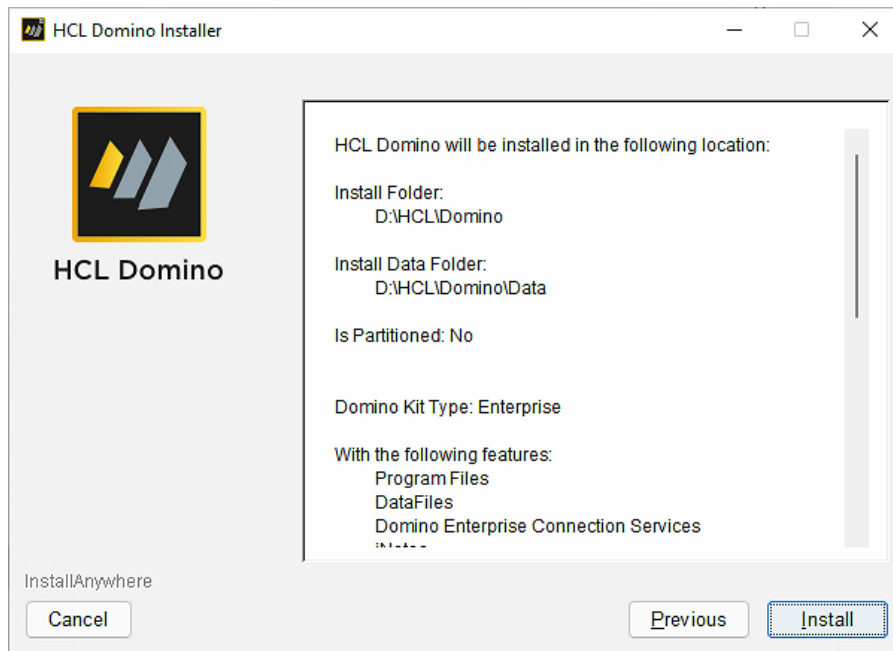 HCL Domino Installer
HCL Domino
HCL Domino will be installed in the following location:
Install Folder:
D:\HCL\Domino
Install Data Folder:
D:\HCL\Domino\Data
Is Partitioned: No
Domino Kit Type: Enterprise
With the following features:
Program Files
DataFiles
Domino Enterprise Connection Services
InstallAnywhere
Cancel
Previous
Install